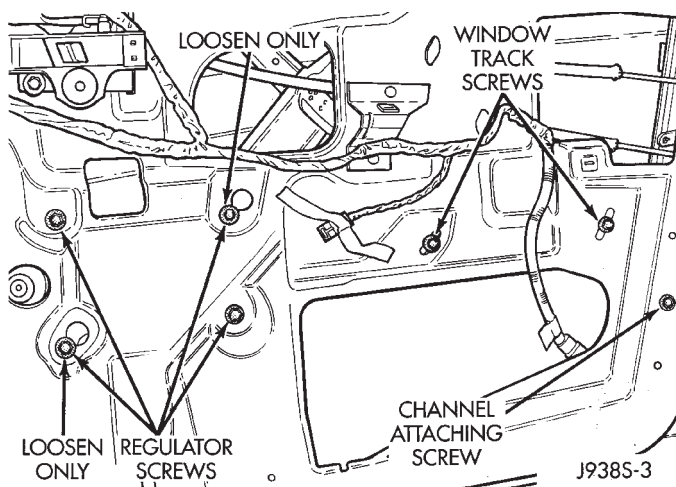 LOOSEN ONLY
WINDOW
TRACK
SCREWS
LOOSEN
ONLY
REGULATOR
SCREWS
CHANNEL
ATTACHING
SCREW
J938S-3